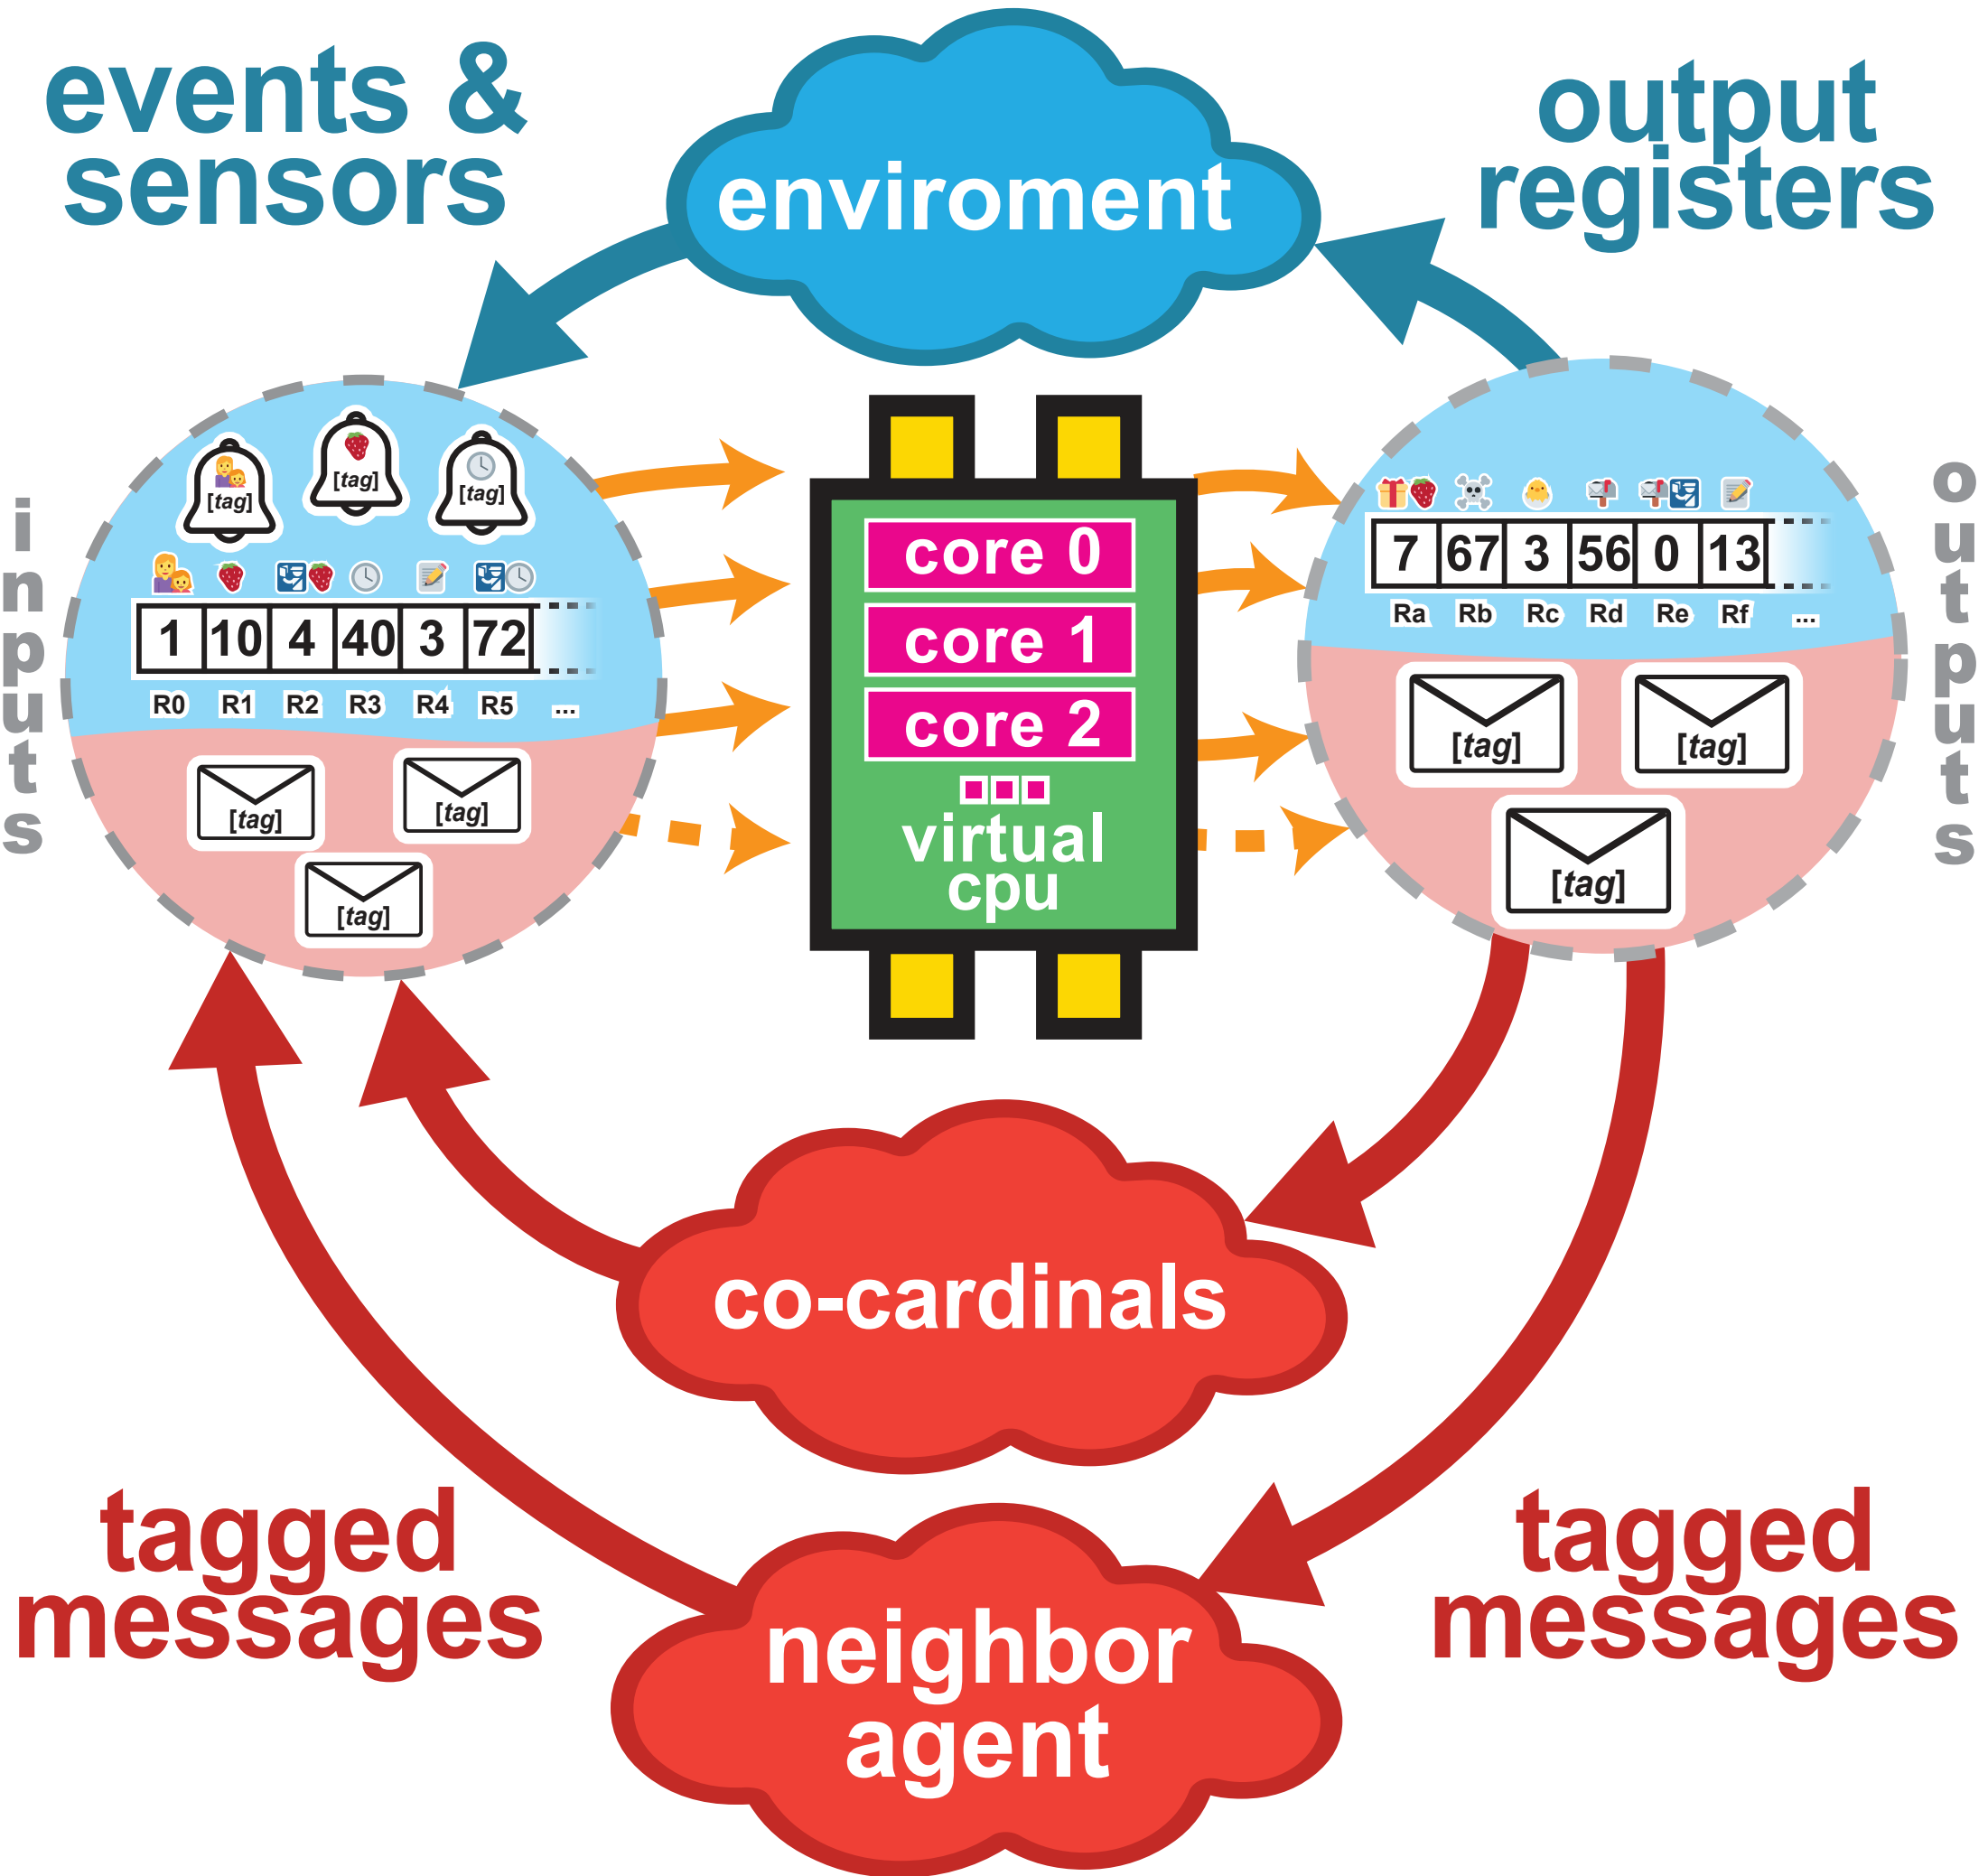 events &
sensors
enviroment
output
registers
inputs
[tag]
[tag]
[tag]
1 10 4 40 3 72
R0 R1 R2 R3 R4 R5 ...
[tag]
[tag]
[tag]
core 0
core 1
core 2
virtual
cpu
7 67 3 56 0 13
Ra Rb Rc Rd Re Rf ...
[tag]
[tag]
[tag]
outputs
co-cardinals
tagged
messages
neighbor
agent
tagged
messages